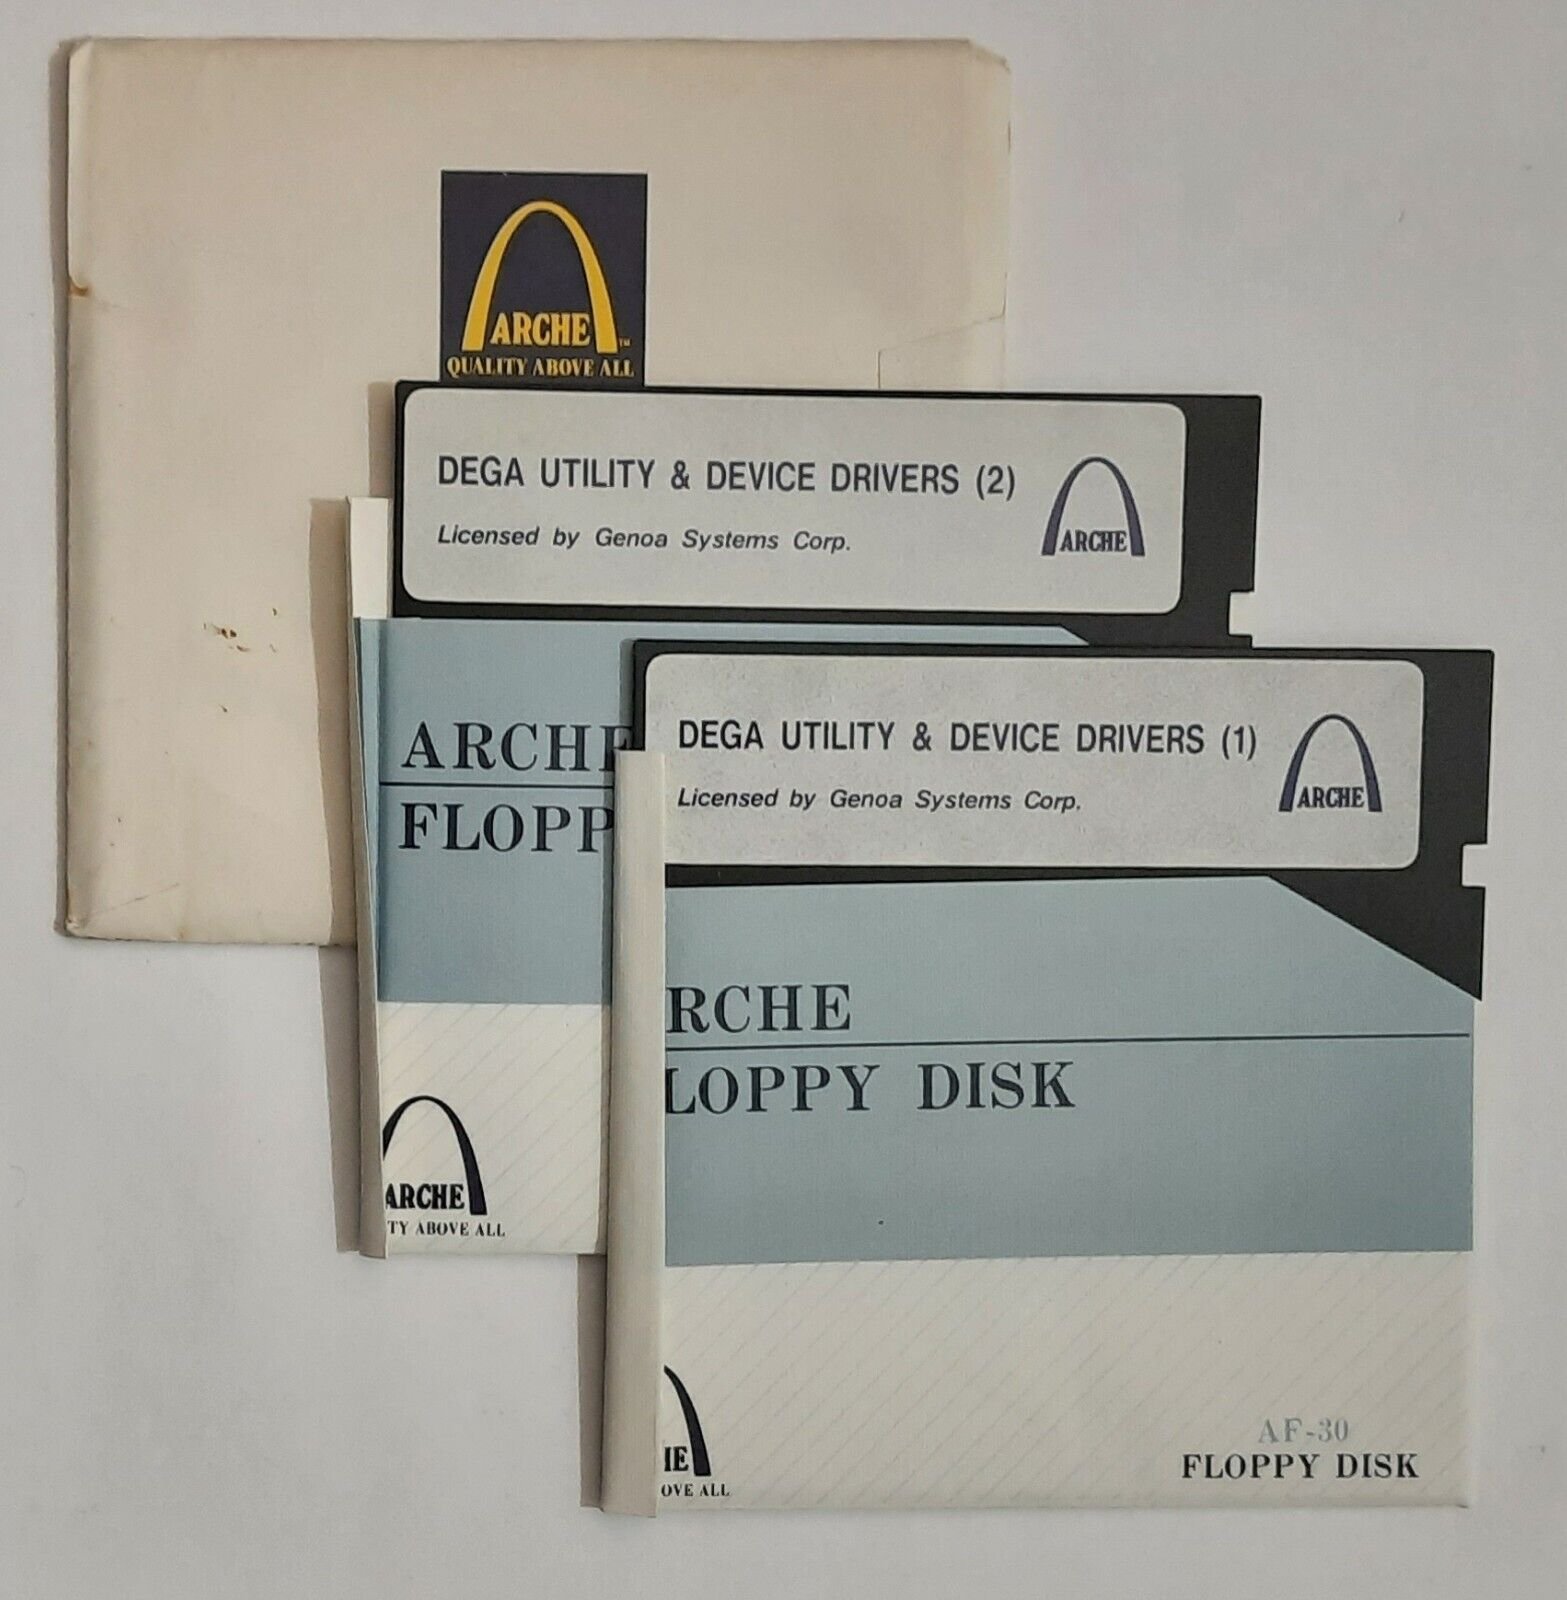 ARCHE
TM
QUALITY ABOVE ALL
DEGA UTILITY & DEVICE DRIVERS (2)
Licensed by Genoa Systems Corp.
ARCHE
ARCHE
FLOPP
ARCHE
TY ABOVE ALL
DEGA UTILITY & DEVICE DRIVERS (1)
Licensed by Genoa Systems Corp.
ARCHE
RCHE
LOPPY DISK
HE
OVE ALL
AF-30
FLOPPY DISK